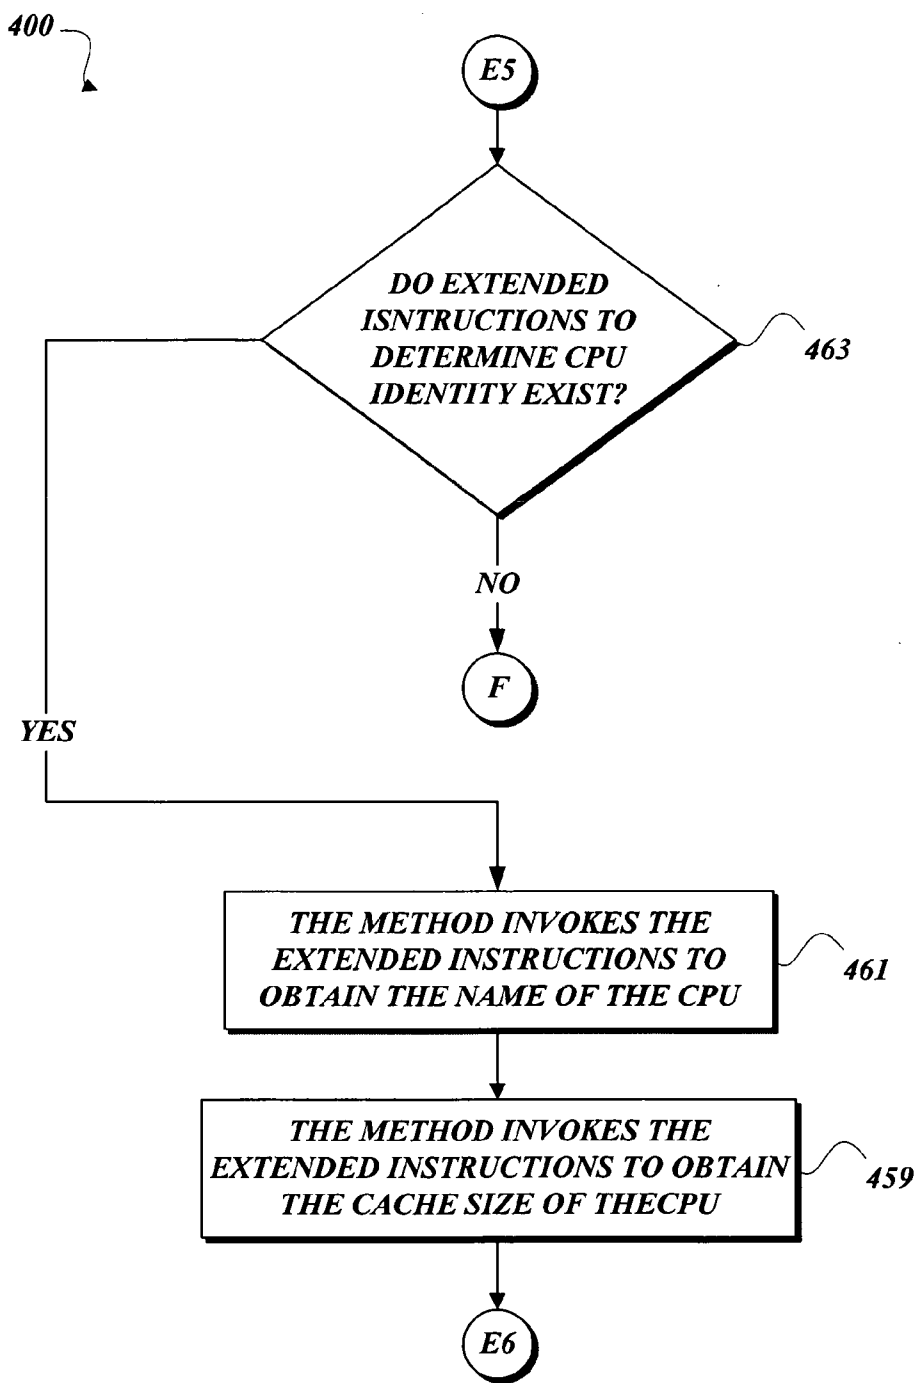 400
E5
DO EXTENDED
ISNTRUCTIONS TO
DETERMINE CPU
IDENTITY EXIST?
463
NO
F
YES
THE METHOD INVOKES THE
EXTENDED INSTRUCTIONS TO
OBTAIN THE NAME OF THE CPU
461
THE METHOD INVOKES THE
EXTENDED INSTRUCTIONS TO OBTAIN
THE CACHE SIZE OF THECPU
459
E6